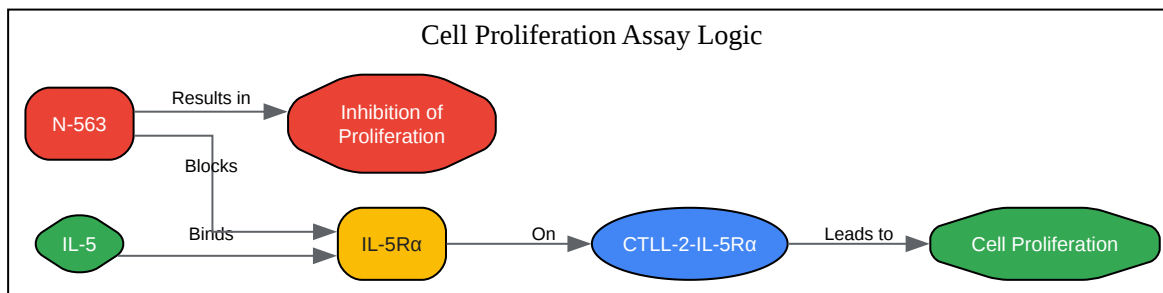 Cell Proliferation Assay Logic
N-563
Results in
Inhibition of
Proliferation
Blocks
IL-5
Binds
IL-5Rα
On
CTLL-2-IL-5Rα
Leads to
Cell Proliferation